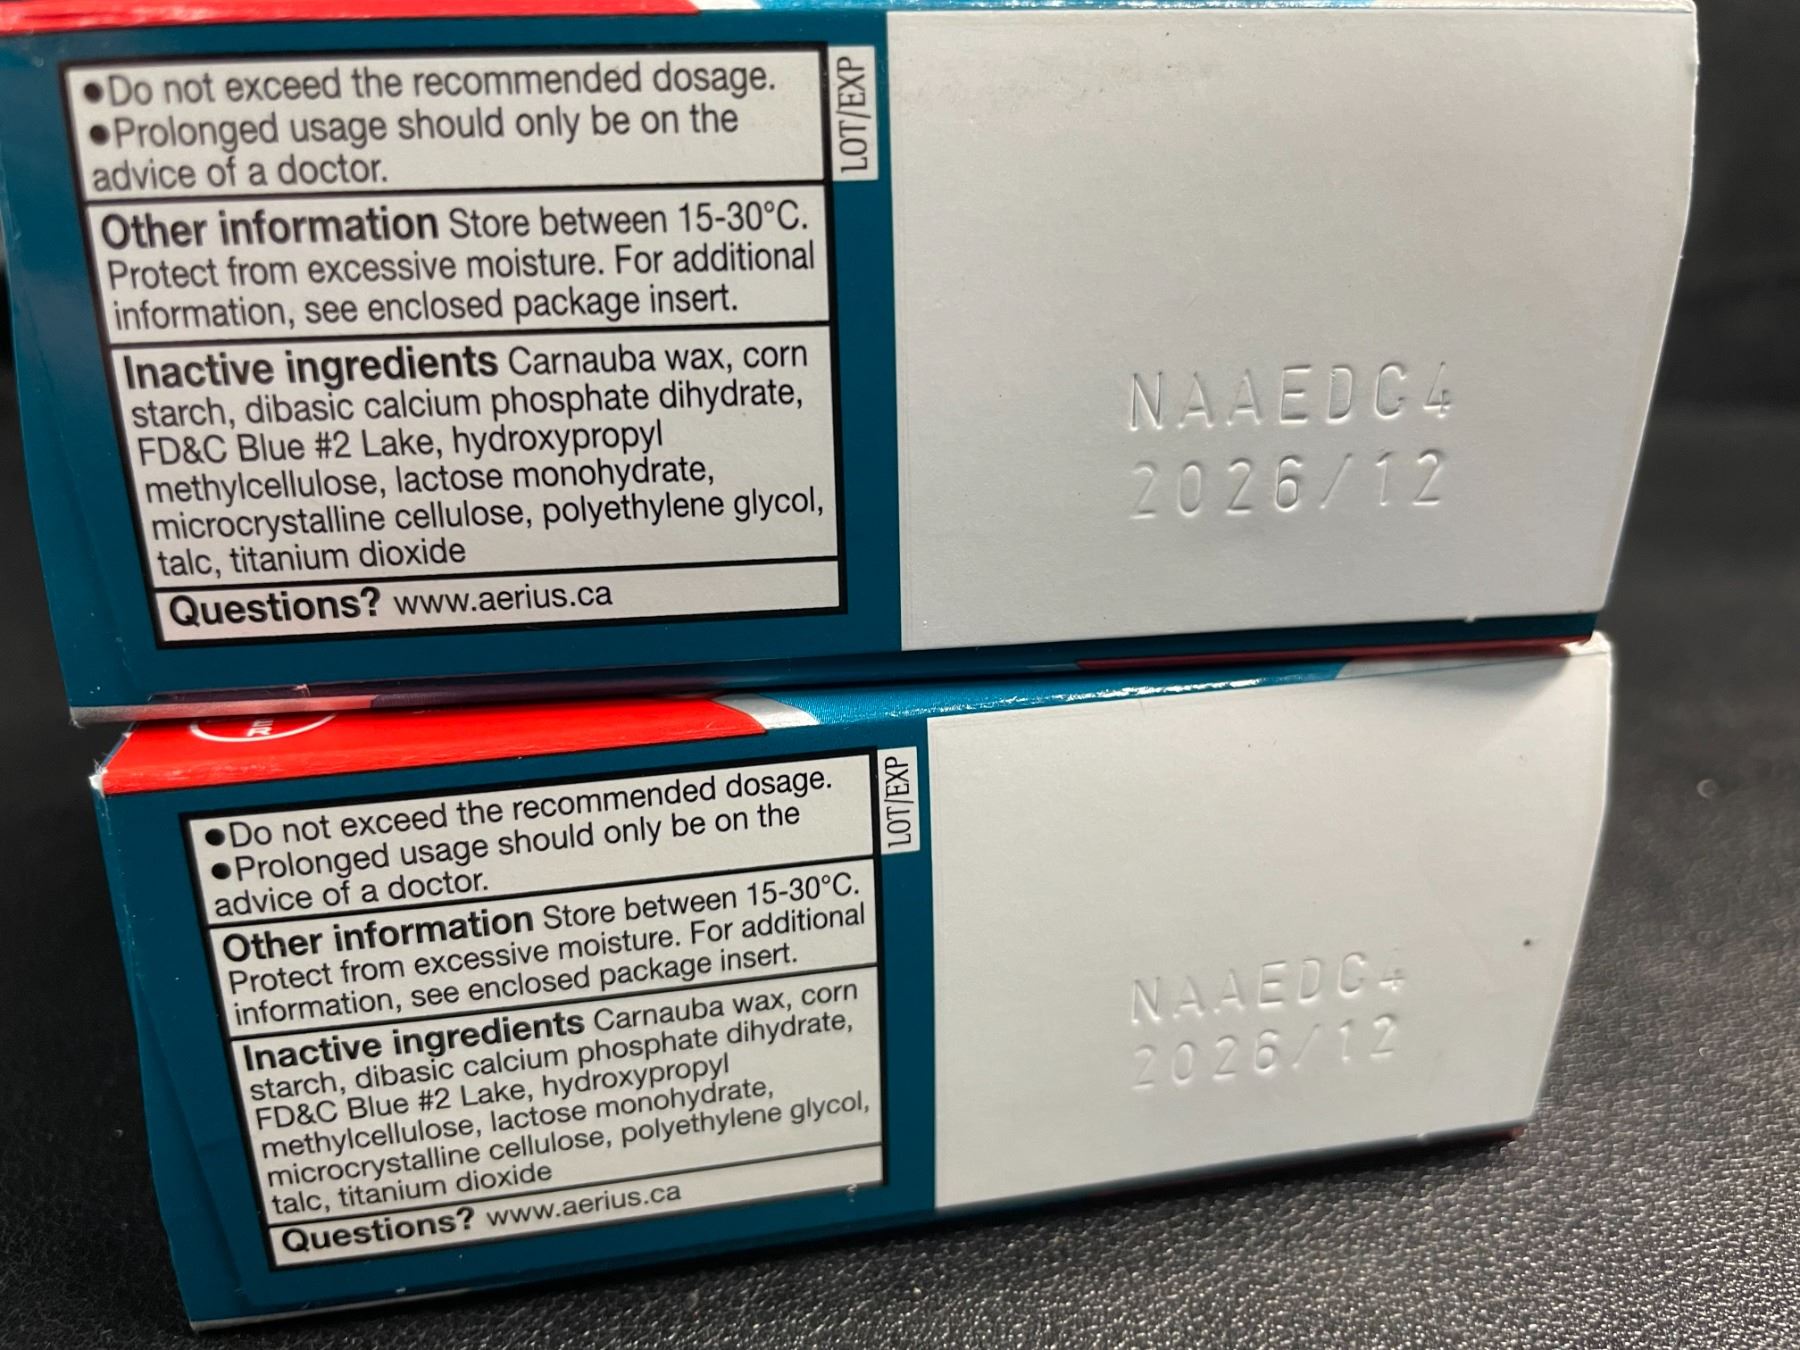 ●Do not exceed the recommended dosage.
●Prolonged usage should only be on the
advice of a doctor.
Other information Store between 15-30°C.
Protect from excessive moisture. For additional
information, see enclosed package insert.
Inactive ingredients Carnauba wax, corn
starch, dibasic calcium phosphate dihydrate,
FD&C Blue #2 Lake, hydroxypropyl
methylcellulose, lactose monohydrate,
microcrystalline cellulose, polyethylene glycol,
talc, titanium dioxide
Questions? www.aerius.ca
LOT/EXP
NAAEDC4
2026/12
●Do not exceed the recommended dosage.
●Prolonged usage should only be on the
advice of a doctor.
Other information Store between 15-30°C.
Protect from excessive moisture. For additional
information, see enclosed package insert.
Inactive ingredients Carnauba wax, corn
starch, dibasic calcium phosphate dihydrate,
FD&C Blue #2 Lake, hydroxypropyl
methylcellulose, lactose monohydrate,
microcrystalline cellulose, polyethylene glycol,
talc, titanium dioxide
Questions? www.aerius.ca
LOT/EXP
NAAEDC4
2026/12